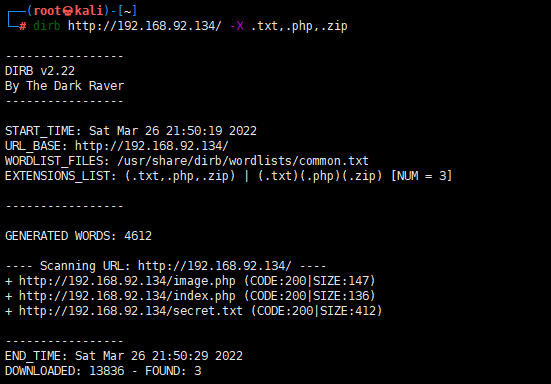 ┌──(root㉿kali)-[~]
└─# dirb http://192.168.92.134/ -X .txt,.php,.zip
-----------------
DIRB v2.22
By The Dark Raver
-----------------
START_TIME: Sat Mar 26 21:50:19 2022
URL_BASE: http://192.168.92.134/
WORDLIST_FILES: /usr/share/dirb/wordlists/common.txt
EXTENSIONS_LIST: (.txt,.php,.zip) | (.txt)(.php)(.zip) [NUM = 3]
-----------------
GENERATED WORDS: 4612
---- Scanning URL: http://192.168.92.134/ ----
+ http://192.168.92.134/image.php (CODE:200|SIZE:147)
+ http://192.168.92.134/index.php (CODE:200|SIZE:136)
+ http://192.168.92.134/secret.txt (CODE:200|SIZE:412)
-----------------
END_TIME: Sat Mar 26 21:50:29 2022
DOWNLOADED: 13836 - FOUND: 3